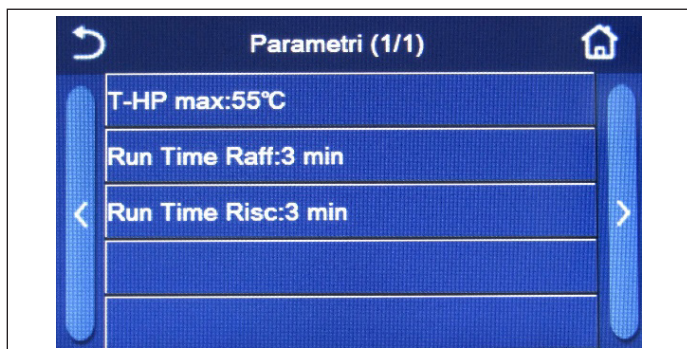 Parametri (1/1)
T-HP max:55℃
Run Time Raff:3 min
Run Time Risc:3 min